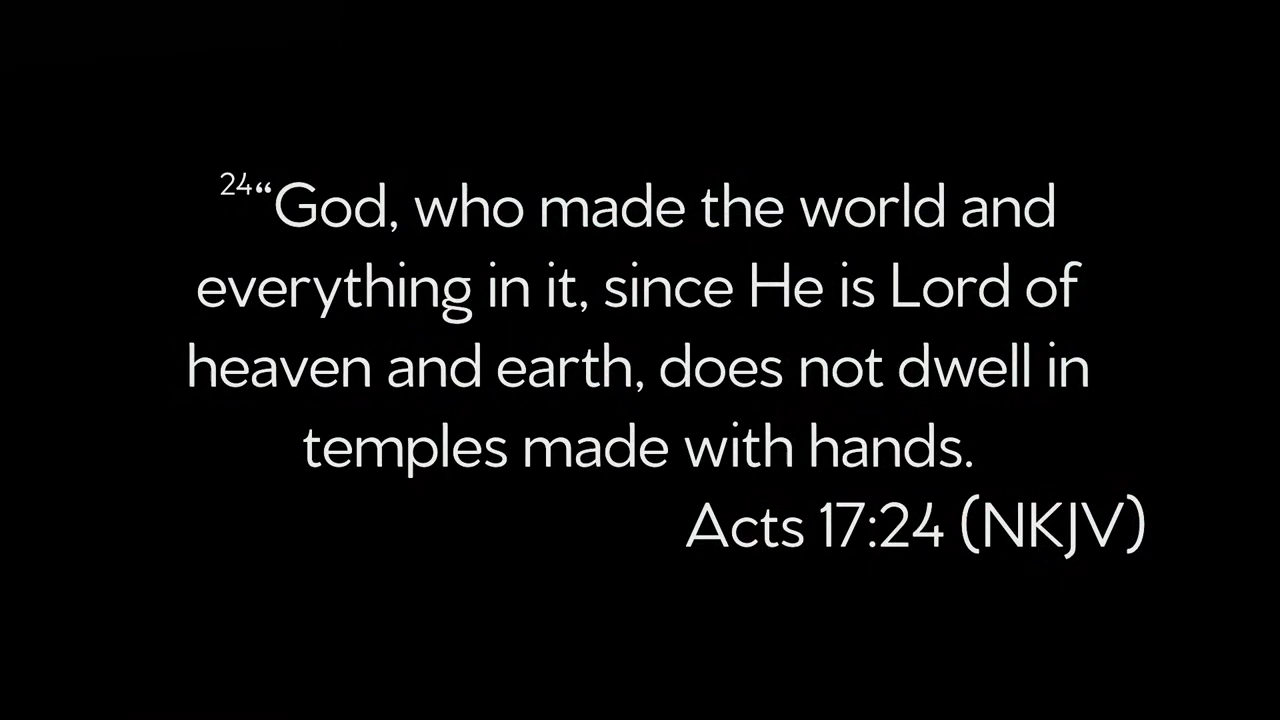 24“God, who made the world and
everything in it, since He is Lord of
heaven and earth, does not dwell in
temples made with hands.
Acts 17:24 (NKJV)